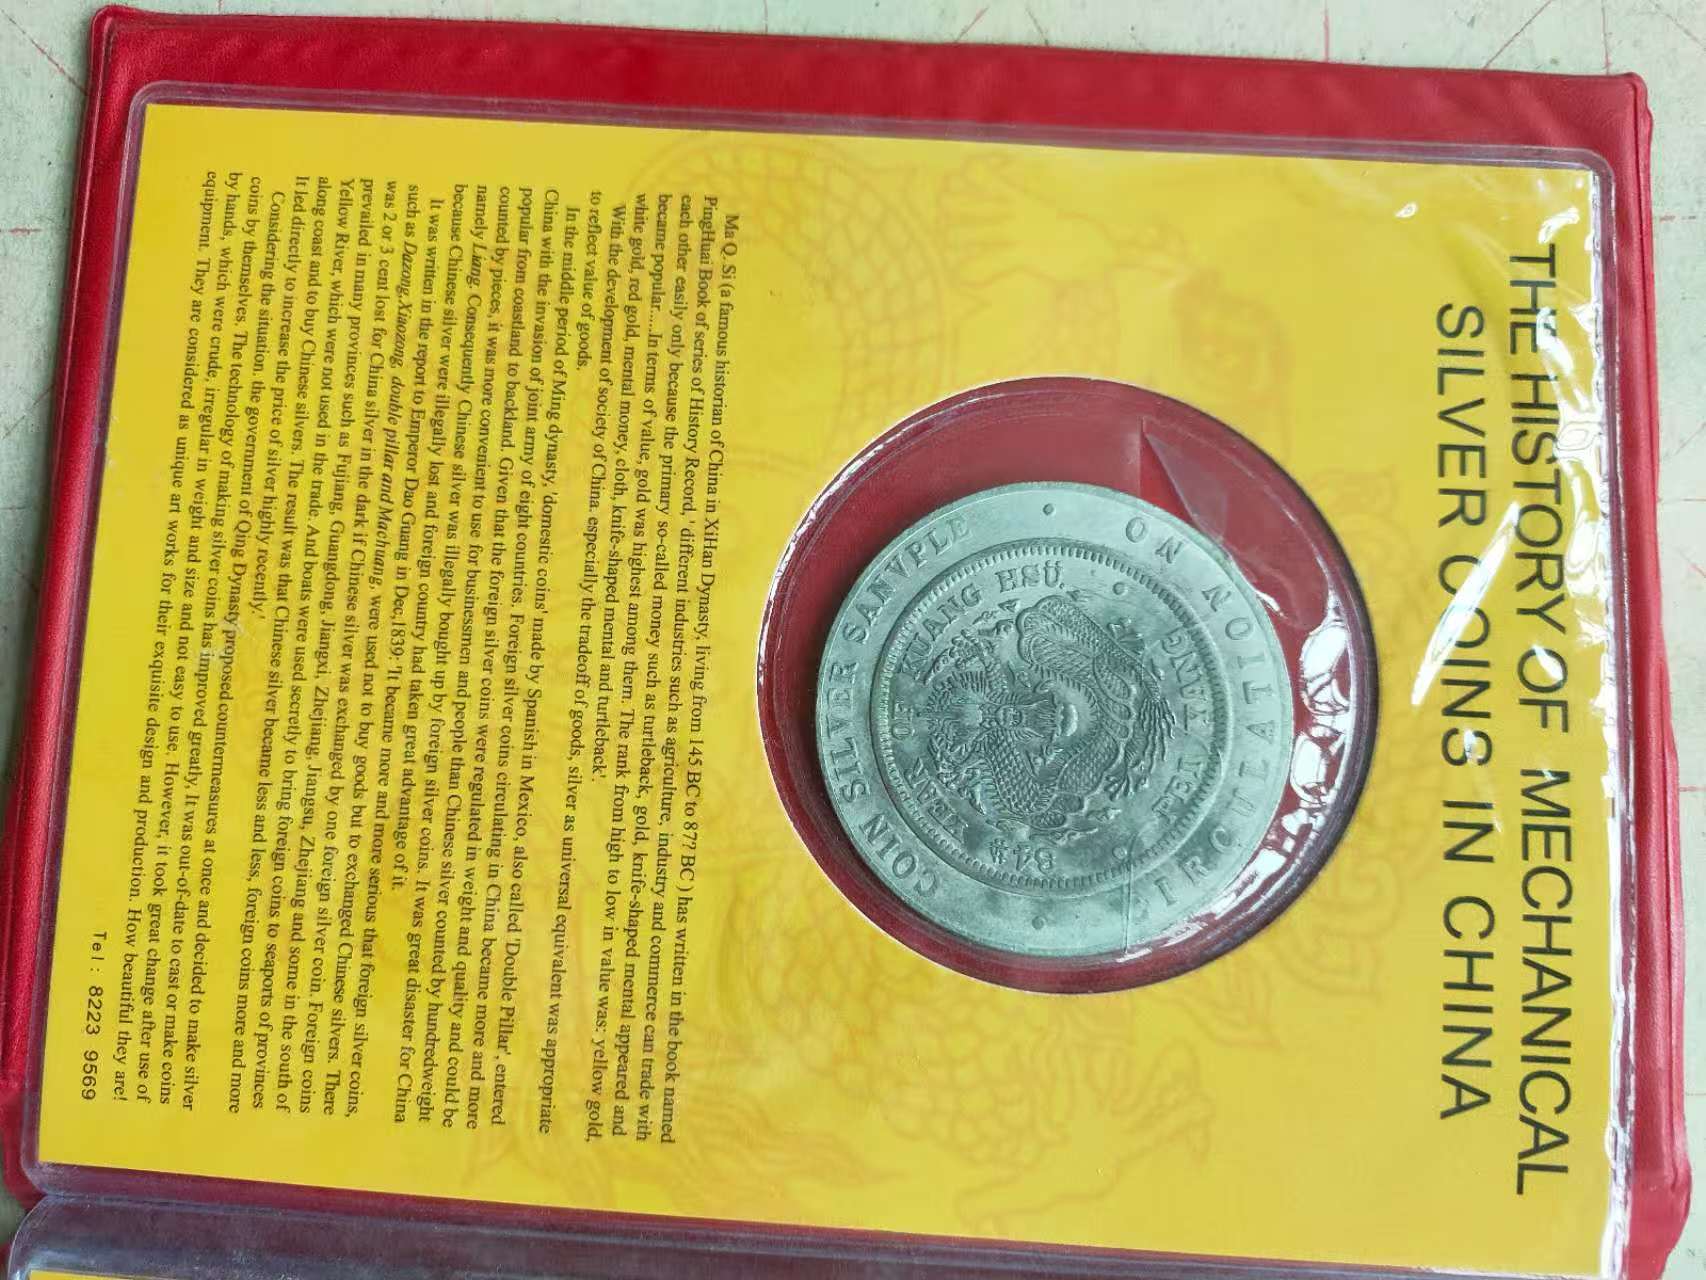 THE HISTORY OF MECHANICAL
SILVER COINS IN CHINA
ON NOITALUCRIC
COIN SILVER SANVPLE
34TH YEAR OF KUANG HSÜ
PEI YANG
Ma Q. Si (a famous historian of China in XiHan Dynasty, living from 145 BC to 87? BC ) has written in the book named
PingHuai Book of series of History Record, ' different industries such as agriculture, industry and commerce can trade with
each other easily only because the primary so-called money such as turtleback, gold, knife-shaped mental appeared and
became popular.....In terms of value, gold was highest among them. The rank from high to low in value was: yellow gold,
white gold, red gold, mental money, cloth, knife-shaped mental and turtleback'.
With the development of society of China. especially the tradeoff of goods, silver as universal equivalent was appropriate
to reflect value of goods.
In the middle period of Ming dynasty, 'domestic coins' made by Spanish in Mexico, also called 'Double Pillar', entered
China with the invasion of joint army of eight countries. Foreign silver coins circulating in China became more and more
popular from coastland to backland. Given that the foreign silver coins were regulated in weight and quality and could be
counted by pieces, it was more convenient to use for businessmen and people than Chinese silver counted by hundredweight
namely Liang. Consequently Chinese silver was illegally bought up by foreign silver coins. It was great disaster for China
because Chinese silver were illegally lost and foreign country had taken great advantage of it.
It was written in the report to Emperor Dao Guang in Dec,1839: 'It became more and more serious that foreign silver coins,
such as Dazong,Xiaozong, double pillar and Machuang, were used not to buy goods but to exchanged Chinese silvers. There
was 2 or 3 cent lost for China silver in the dark if Chinese silver was exchanged by one foreign silver coin. Foreign coins
prevailed in many provinces such as Fujiang, Guangdong, Jiangxi, Zhejiang, Jiangsu, Zhejiang and some in the south of
Yellow River, which were not used in the trade. And boats were used secretly to bring foreign coins to seaports of provinces
along coast and to buy Chinese silvers. The result was that Chinese silver became less and less, foreign coins more and more
It led directly to increase the price of silver highly recently.'
Considering the situation, the government of Qing Dynasty proposed countermeasures at once and decided to make silver
coins by themselves. The technology of making silver coins has improved greatly. It was out-of-date to cast or make coins
by hands, which were crude, irregular in weight and size and not easy to use. However, it took great change after use of
equipment. They are considered as unique art works for their exquisite design and production. How beautiful they are!
Tel: 8223 9569